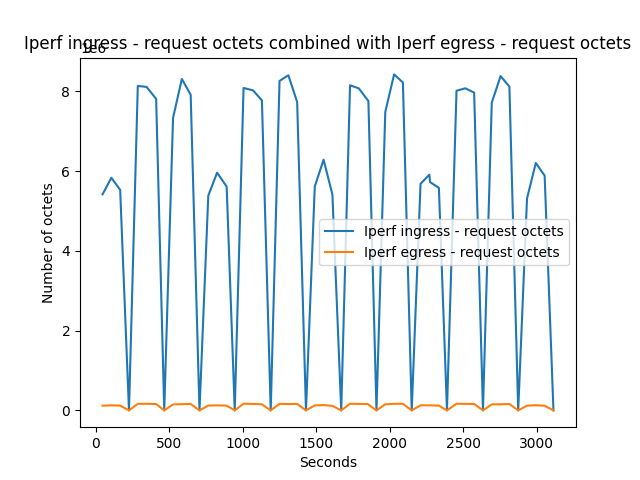 Iperf ingress - request octets combined with Iperf egress - request octets
1e6
Number of octets
8
6
4
2
0
Iperf ingress - request octets
Iperf egress - request octets
0 500 1000 1500 2000 2500 3000
Seconds